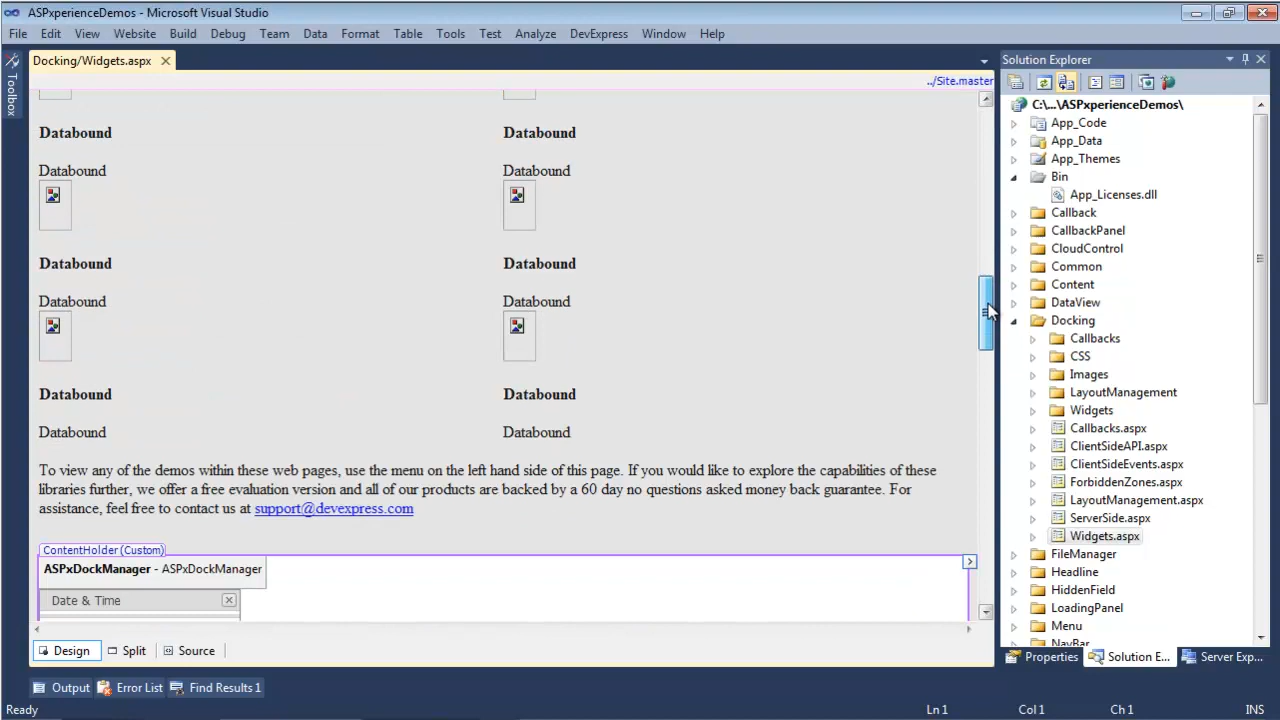 ASPxperienceDemos - Microsoft Visual Studio
File Edit View Website Build Debug Team Data Format Table Tools Test Analyze DevExpress Window Help
Toolbox
Docking/Widgets.aspx
../Site.master
Databound Databound
Databound Databound
Databound Databound
Databound Databound
Databound Databound
Databound Databound
To view any of the demos within these web pages, use the menu on the left hand side of this page. If you would like to explore the capabilities of these
libraries further, we offer a free evaluation version and all of our products are backed by a 60 day no questions asked money back guarantee. For
assistance, feel free to contact us at support@devexpress.com
ContentHolder (Custom)
ASPxDockManager - ASPxDockManager
Date & Time
Design Split Source
Solution Explorer
C:\...\ASPxperienceDemos\
App_Code
App_Data
App_Themes
Bin
App_Licenses.dll
Callback
CallbackPanel
CloudControl
Common
Content
DataView
Docking
Callbacks
CSS
Images
LayoutManagement
Widgets
Callbacks.aspx
ClientSideAPI.aspx
ClientSideEvents.aspx
ForbiddenZones.aspx
LayoutManagement.aspx
ServerSide.aspx
Widgets.aspx
FileManager
Headline
HiddenField
LoadingPanel
Menu
NavBar
Properties Solution E... Server Exp...
Output Error List Find Results 1
Ready Ln 1 Col 1 Ch 1 INS